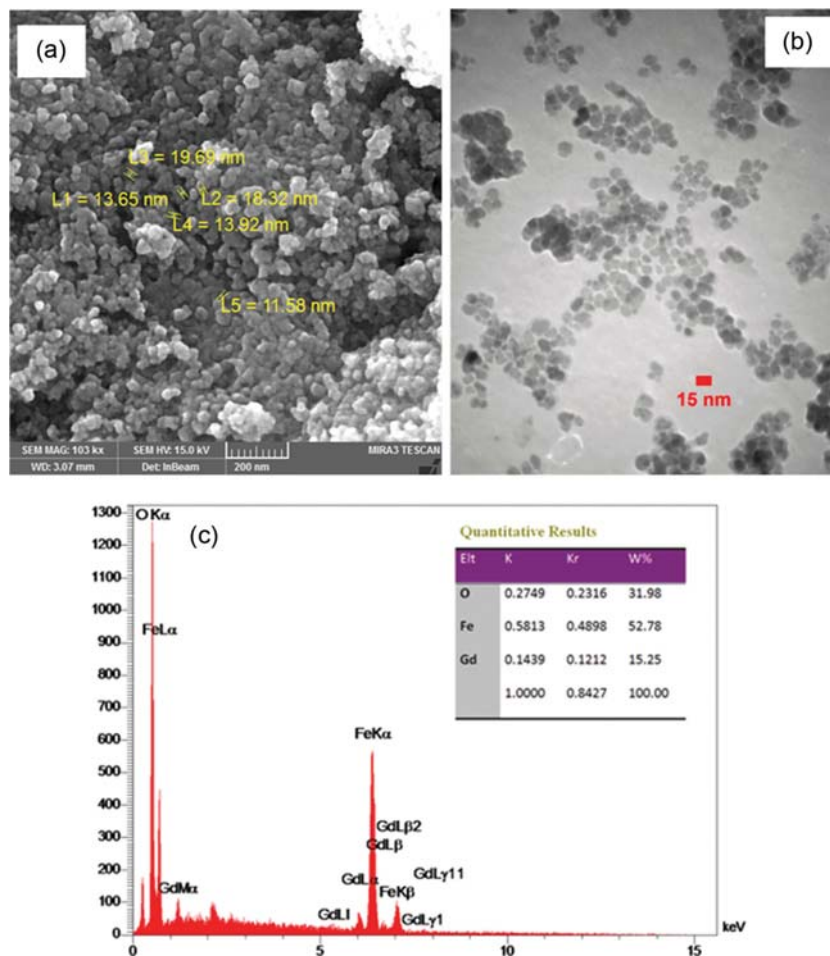 (a)
L3 = 19.69 nm
L1 = 13.65 nm
L2 = 18.32 nm
L4 = 13.92 nm
L5 = 11.58 nm
SEM MAG: 103 kx
SEM HV: 15.0 kV
MIRA3 TESCAN
WD: 3.07 mm
Det: InBeam
200 nm
(b)
15 nm
(c)
1300
1200
1100
1000
900
800
700
600
500
400
300
200
100
0
OKα
FeLα
GdMα
GdLl
GdLα
FeKα
GdLβ2
GdLβ
FeKβ
GdLγ11
GdLγ1
0
5
10
15
keV
Quantitative Results
Elt K Kr W%
O 0.2749 0.2316 31.98
Fe 0.5813 0.4898 52.78
Gd 0.1439 0.1212 15.25
1.0000 0.8427 100.00